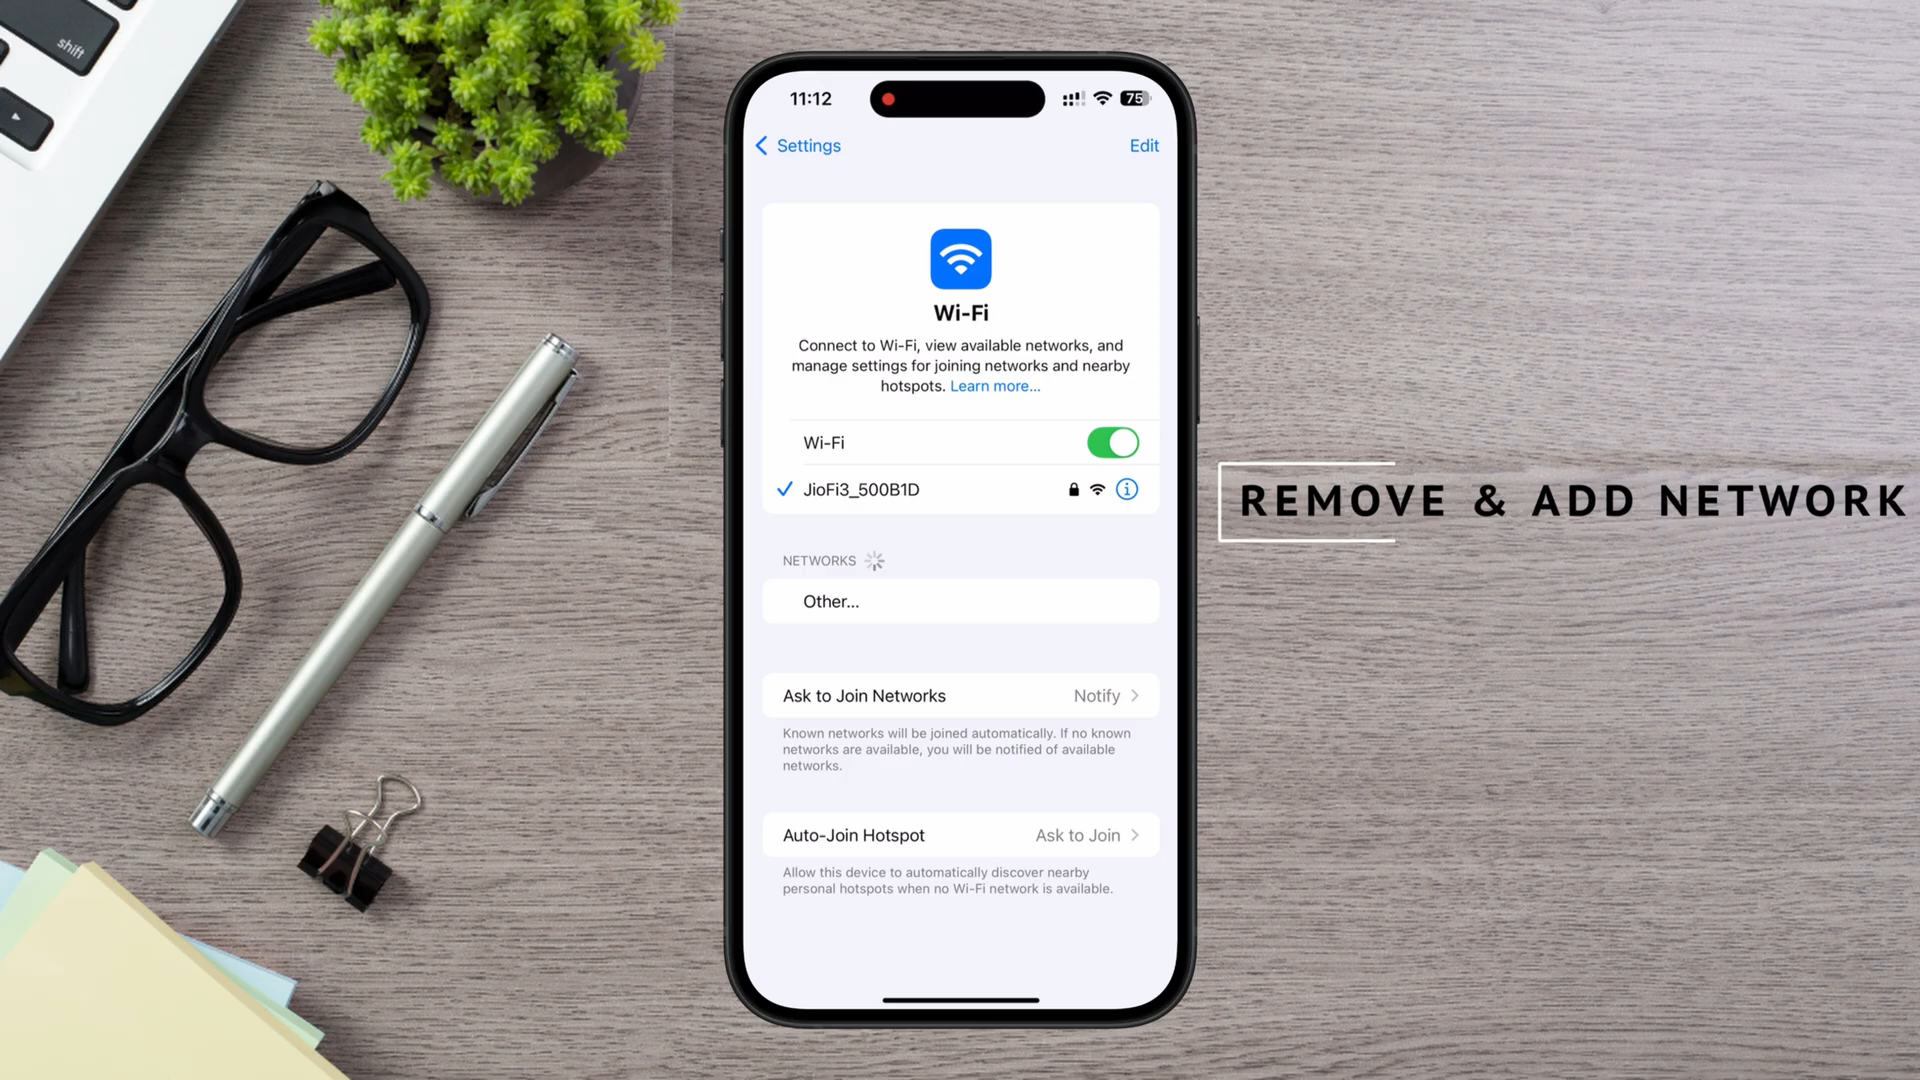 shift
11:12
75
Settings
Edit
Wi-Fi
Connect to Wi-Fi, view available networks, and
manage settings for joining networks and nearby
hotspots. Learn more...
Wi-Fi
JioFi3_500B1D
REMOVE & ADD NETWORK
NETWORKS
Other...
Ask to Join Networks
Notify
Known networks will be joined automatically. If no known
networks are available, you will be notified of available
networks.
Auto-Join Hotspot
Ask to Join
Allow this device to automatically discover nearby
personal hotspots when no Wi-Fi network is available.